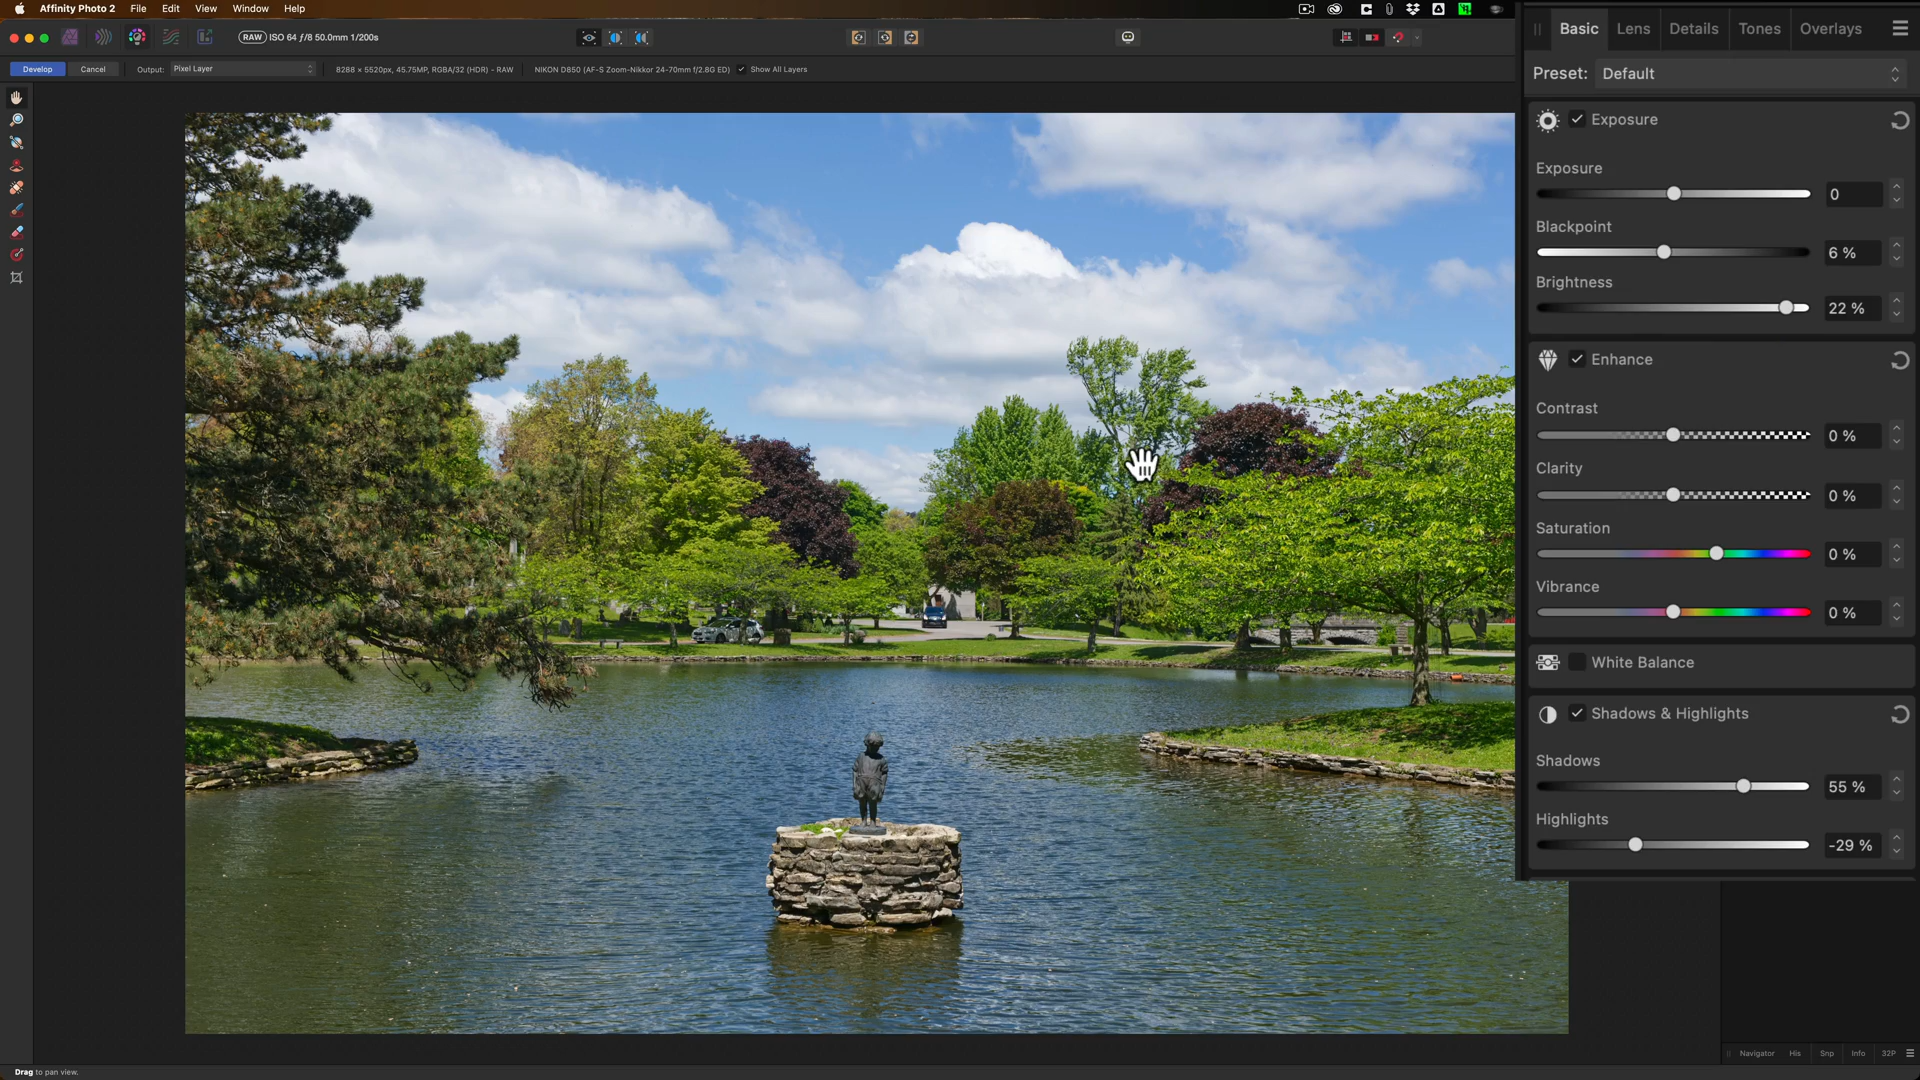 Affinity Photo 2 File Edit View Window Help
RAW ISO 64 ƒ/8 50.0mm 1/200s
Develop Cancel Output: Pixel Layer 8288 × 5520px, 45.75MP, RGBA/32 (HDR) - RAW NIKON D850 (AF-S Zoom-Nikkor 24-70mm f/2.8G ED) Show All Layers
Basic Lens Details Tones Overlays
Preset: Default
Exposure
Exposure
0
Blackpoint
6 %
Brightness
22 %
Enhance
Contrast
0 %
Clarity
0 %
Saturation
0 %
Vibrance
0 %
White Balance
Shadows & Highlights
Shadows
55 %
Highlights
-29 %
Navigator His Snp Info 32P
Drag to pan view.